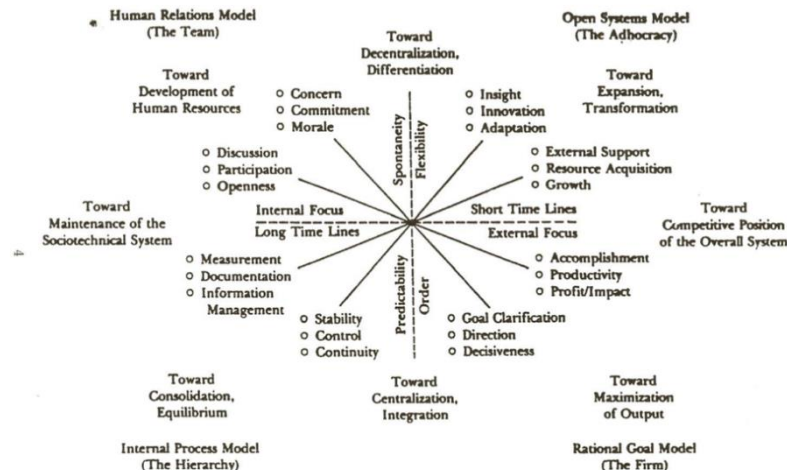 Human Relations Model
(The Team)
Open Systems Model
(The Adhocracy)
Toward
Decentralization,
Differentiation
Toward
Development of
Human Resources
Toward
Expansion,
Transformation
o Concern
o Commitment
o Morale
o Insight
o Innovation
o Adaptation
Spontaneity
Flexibility
o Discussion
o Participation
o Openness
o External Support
o Resource Acquisition
o Growth
Toward
Maintenance of the
Sociotechnical System
Internal Focus
Long Time Lines
Short Time Lines
External Focus
Toward
Competitive Position
of the Overall System
o Measurement
o Documentation
o Information
Management
o Accomplishment
o Productivity
o Profit/Impact
Predictability
Order
o Stability
o Control
o Continuity
o Goal Clarification
o Direction
o Decisiveness
Toward
Consolidation,
Equilibrium
Toward
Centralization,
Integration
Toward
Maximization
of Output
Internal Process Model
(The Hierarchy)
Rational Goal Model
(The Firm)